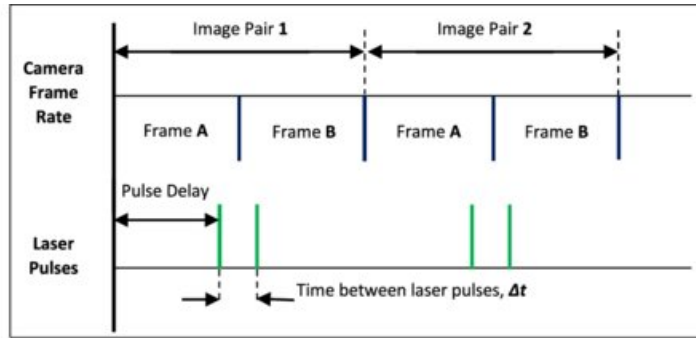 Image Pair 1
Image Pair 2
Camera
Frame
Rate
Frame A
Frame B
Frame A
Frame B
Pulse Delay
Laser
Pulses
Time between laser pulses, Δt